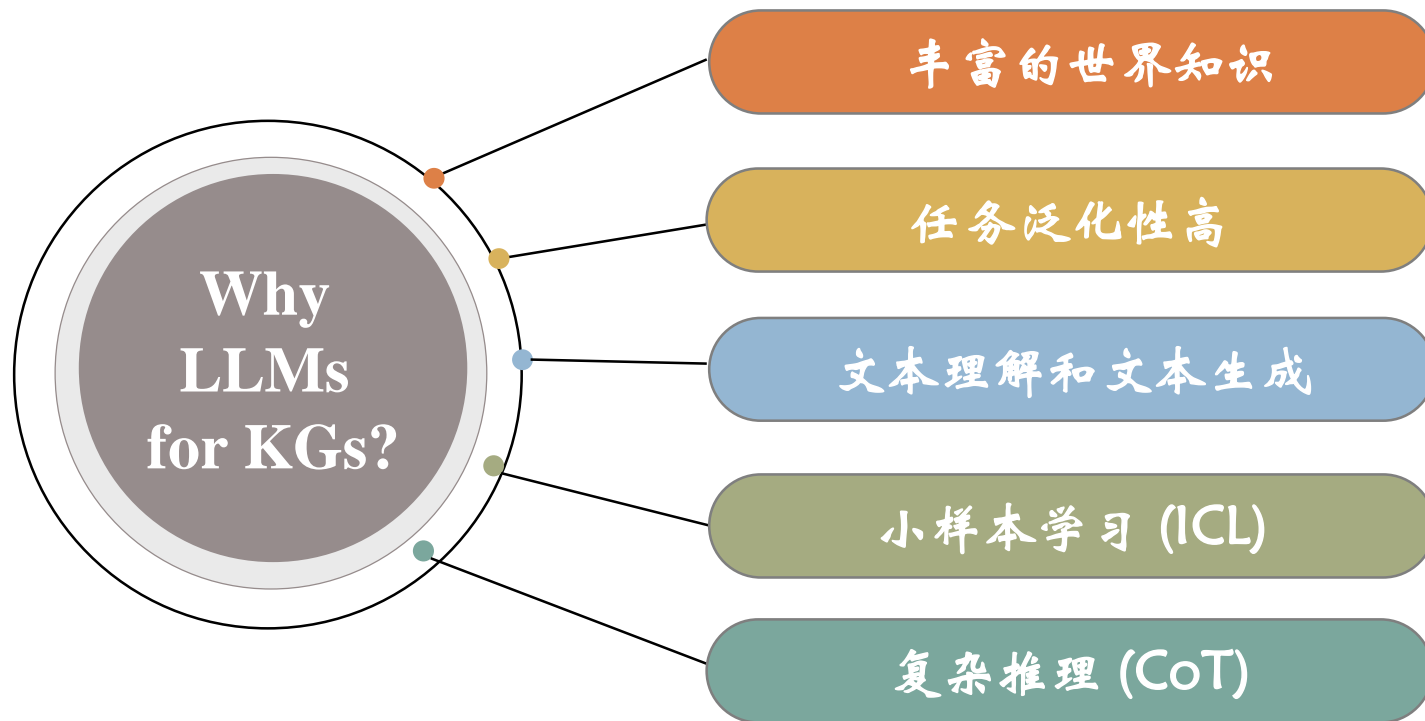 Why
LLMs
for KGs?
丰富的世界知识
任务泛化性高
文本理解和文本生成
小样本学习 (ICL)
复杂推理 (CoT)